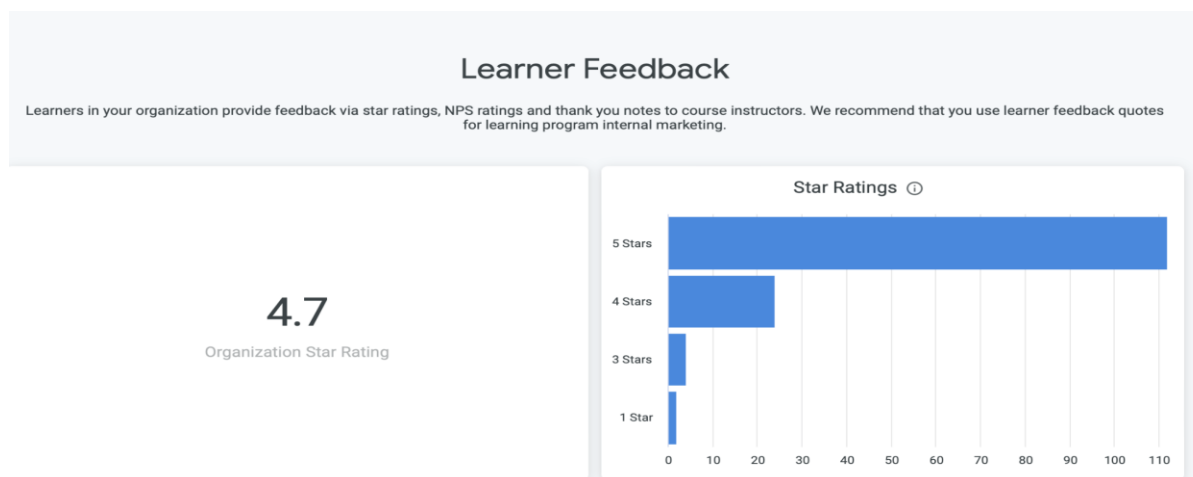 Learner Feedback
Learners in your organization provide feedback via star ratings, NPS ratings and thank you notes to course instructors. We recommend that you use learner feedback quotes
for learning program internal marketing.
4.7
Organization Star Rating
Star Ratings
5 Stars
4 Stars
3 Stars
1 Star
0 10 20 30 40 50 60 70 80 90 100 110